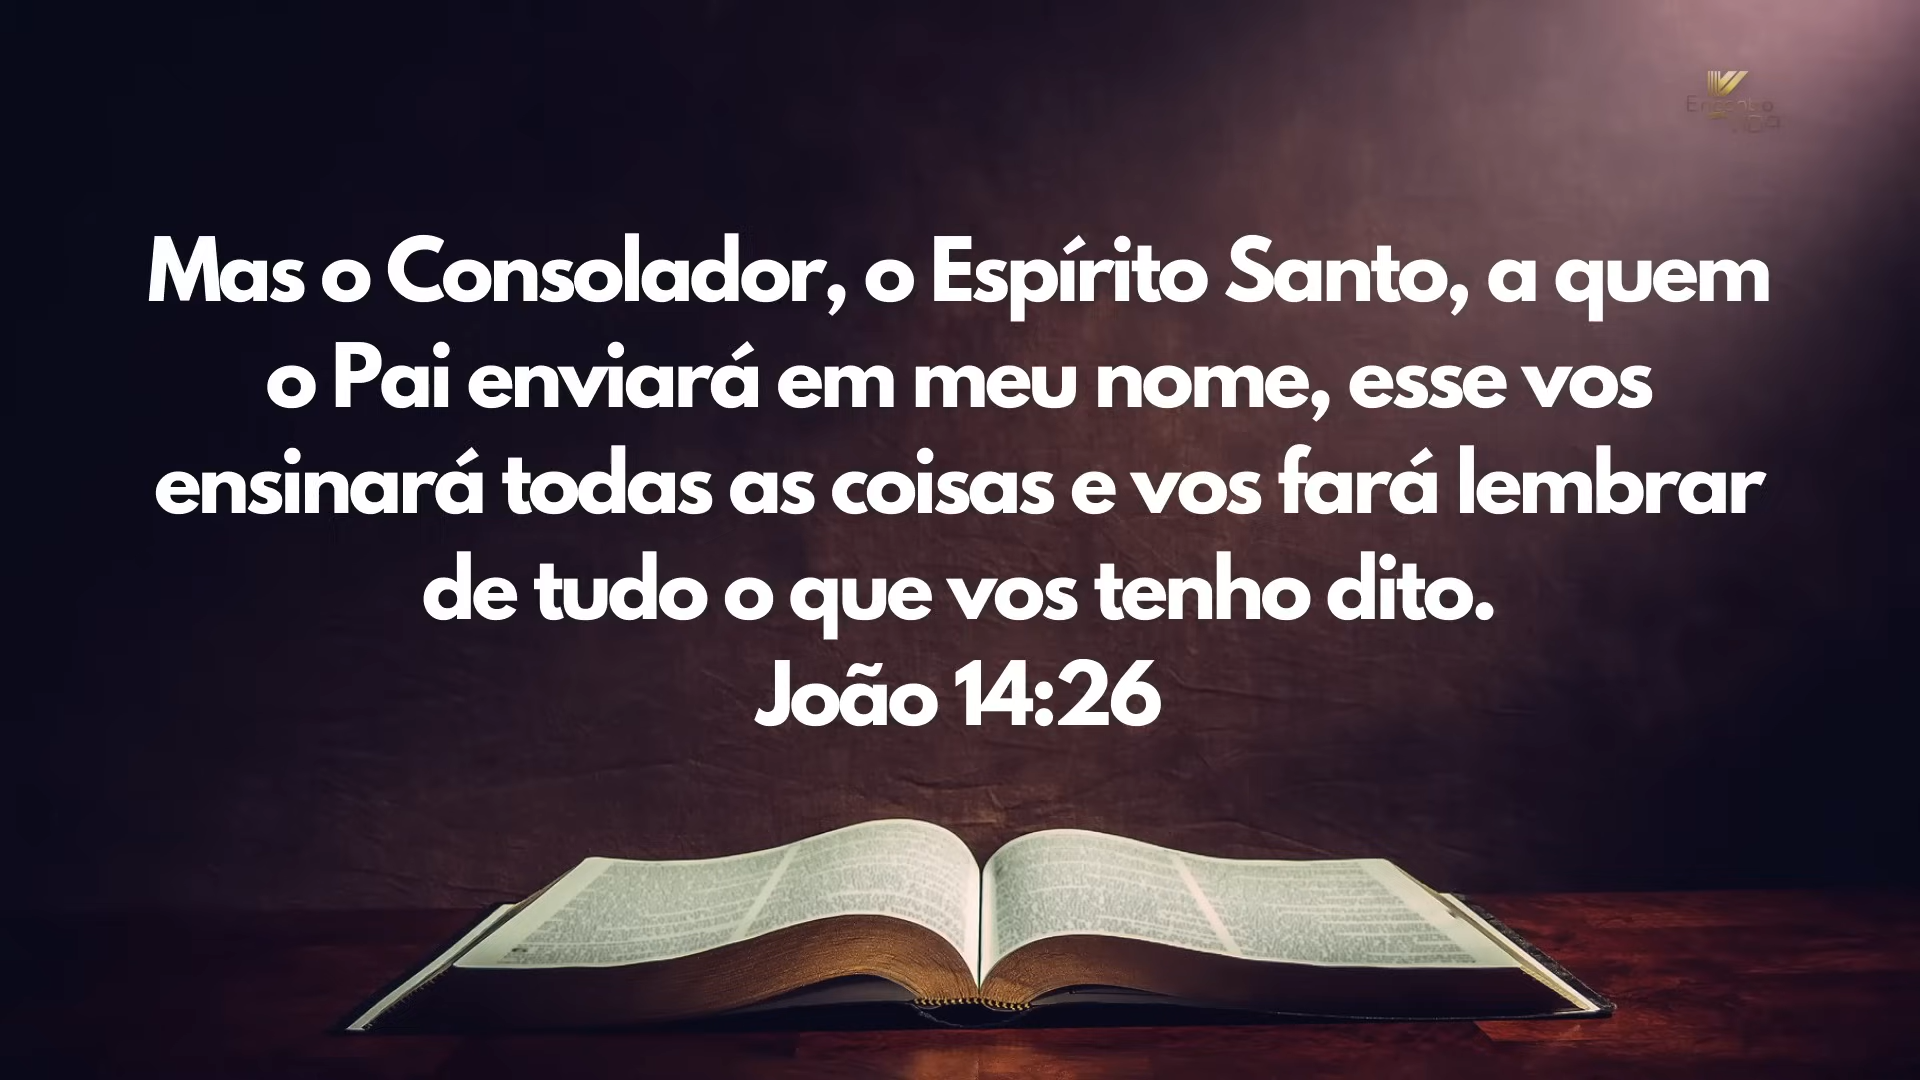 Mas o Consolador, o Espírito Santo, a quem
o Pai enviará em meu nome, esse vos
ensinará todas as coisas e vos fará lembrar
de tudo o que vos tenho dito.
João 14:26